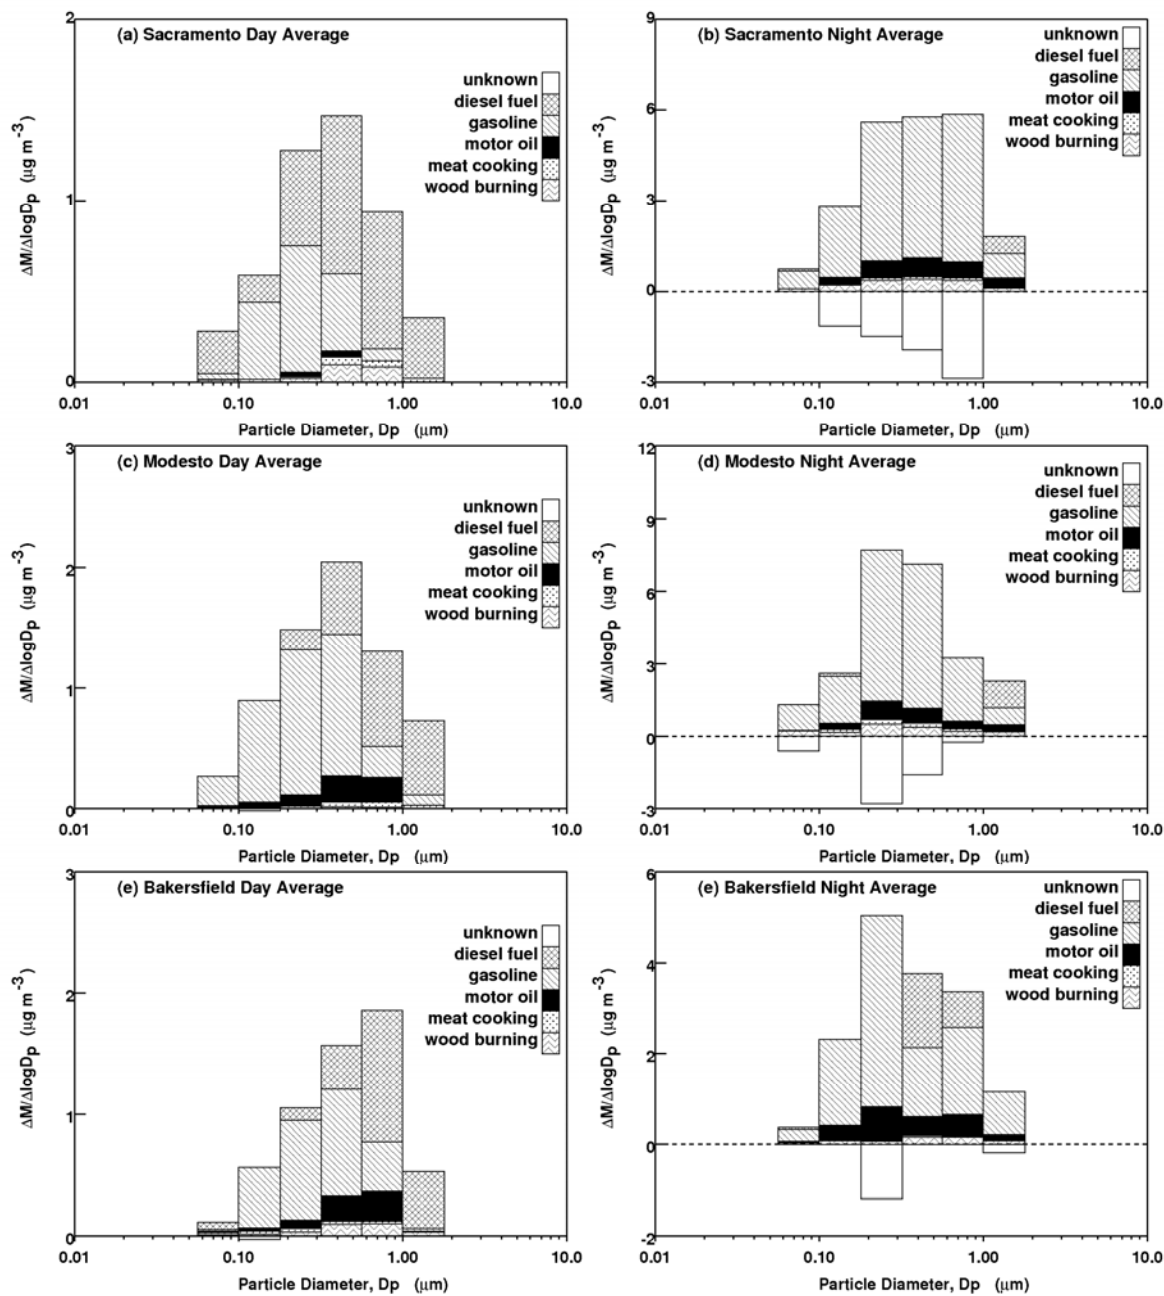 (a) Sacramento Day Average
2
1
0
unknown
diesel fuel
gasoline
motor oil
meat cooking
wood burning
ΔM/ΔlogDp (μg m-3)
0.01 0.10 1.00 10.0
Particle Diameter, Dp (μm)
(b) Sacramento Night Average
9
6
3
0
-3
unknown
diesel fuel
gasoline
motor oil
meat cooking
wood burning
ΔM/ΔlogDp (μg m-3)
0.01 0.10 1.00 10.0
Particle Diameter, Dp (μm)
(c) Modesto Day Average
3
2
1
0
unknown
diesel fuel
gasoline
motor oil
meat cooking
wood burning
ΔM/ΔlogDp (μg m-3)
0.01 0.10 1.00 10.0
Particle Diameter, Dp (μm)
(d) Modesto Night Average
12
9
6
3
0
-3
unknown
diesel fuel
gasoline
motor oil
meat cooking
wood burning
ΔM/ΔlogDp (μg m-3)
0.01 0.10 1.00 10.0
Particle Diameter, Dp (μm)
(e) Bakersfield Day Average
3
2
1
0
unknown
diesel fuel
gasoline
motor oil
meat cooking
wood burning
ΔM/ΔlogDp (μg m-3)
0.01 0.10 1.00 10.0
Particle Diameter, Dp (μm)
(e) Bakersfield Night Average
6
4
2
0
-2
unknown
diesel fuel
gasoline
motor oil
meat cooking
wood burning
ΔM/ΔlogDp (μg m-3)
0.01 0.10 1.00 10.0
Particle Diameter, Dp (μm)